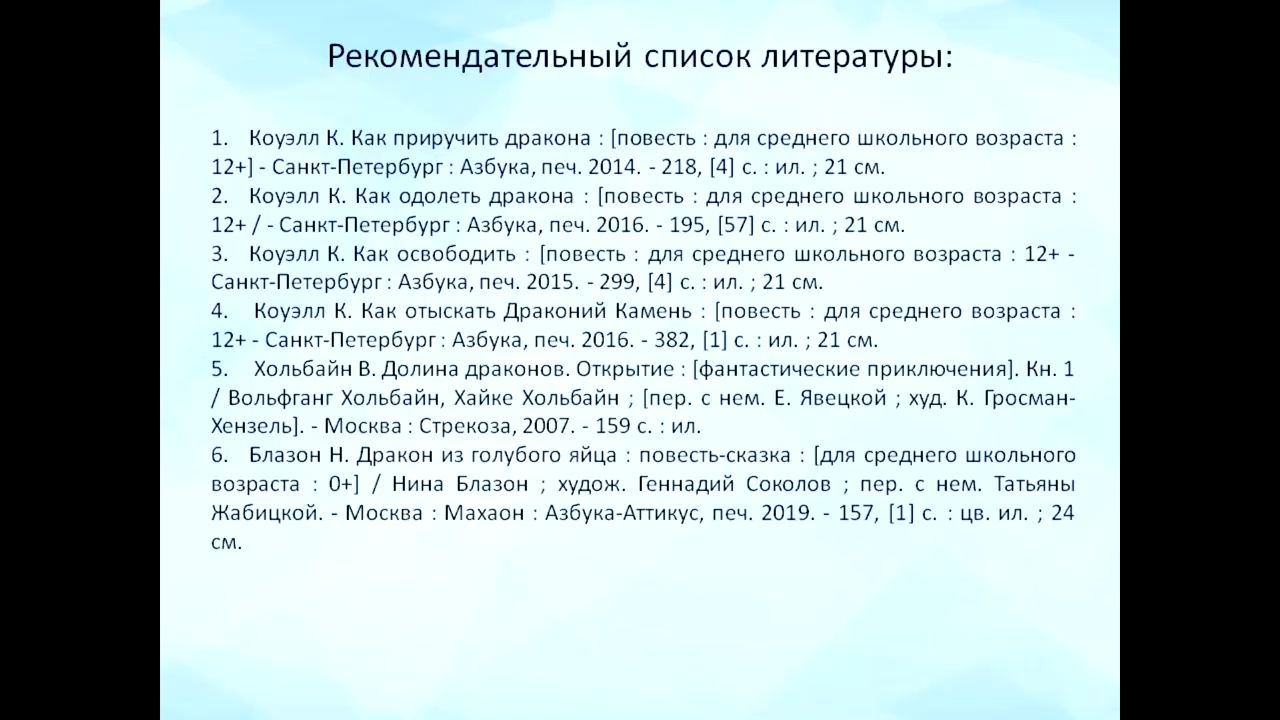 Рекомендательный список литературы:
1. Коуэлл К. Как приручить дракона : [повесть : для среднего школьного возраста :
12+] - Санкт-Петербург : Азбука, печ. 2014. - 218, [4] с. : ил. ; 21 см.
2. Коуэлл К. Как одолеть дракона : [повесть : для среднего школьного возраста :
12+ / - Санкт-Петербург : Азбука, печ. 2016. - 195, [57] с. : ил. ; 21 см.
3. Коуэлл К. Как освободить : [повесть : для среднего школьного возраста : 12+ -
Санкт-Петербург : Азбука, печ. 2015. - 299, [4] с. : ил. ; 21 см.
4. Коуэлл К. Как отыскать Драконий Камень : [повесть : для среднего возраста :
12+ - Санкт-Петербург : Азбука, печ. 2016. - 382, [1] с. : ил. ; 21 см.
5. Хольбайн В. Долина драконов. Открытие : [фантастические приключения]. Кн. 1
/ Вольфганг Хольбайн, Хайке Хольбайн ; [пер. с нем. Е. Явецкой ; худ. К. Гросман-
Хензель]. - Москва : Стрекоза, 2007. - 159 с. : ил.
6. Блазон Н. Дракон из голубого яйца : повесть-сказка : [для среднего школьного
возраста : 0+] / Нина Блазон ; худож. Геннадий Соколов ; пер. с нем. Татьяны
Жабицкой. - Москва : Махаон : Азбука-Аттикус, печ. 2019. - 157, [1] с. : цв. ил. ; 24
см.